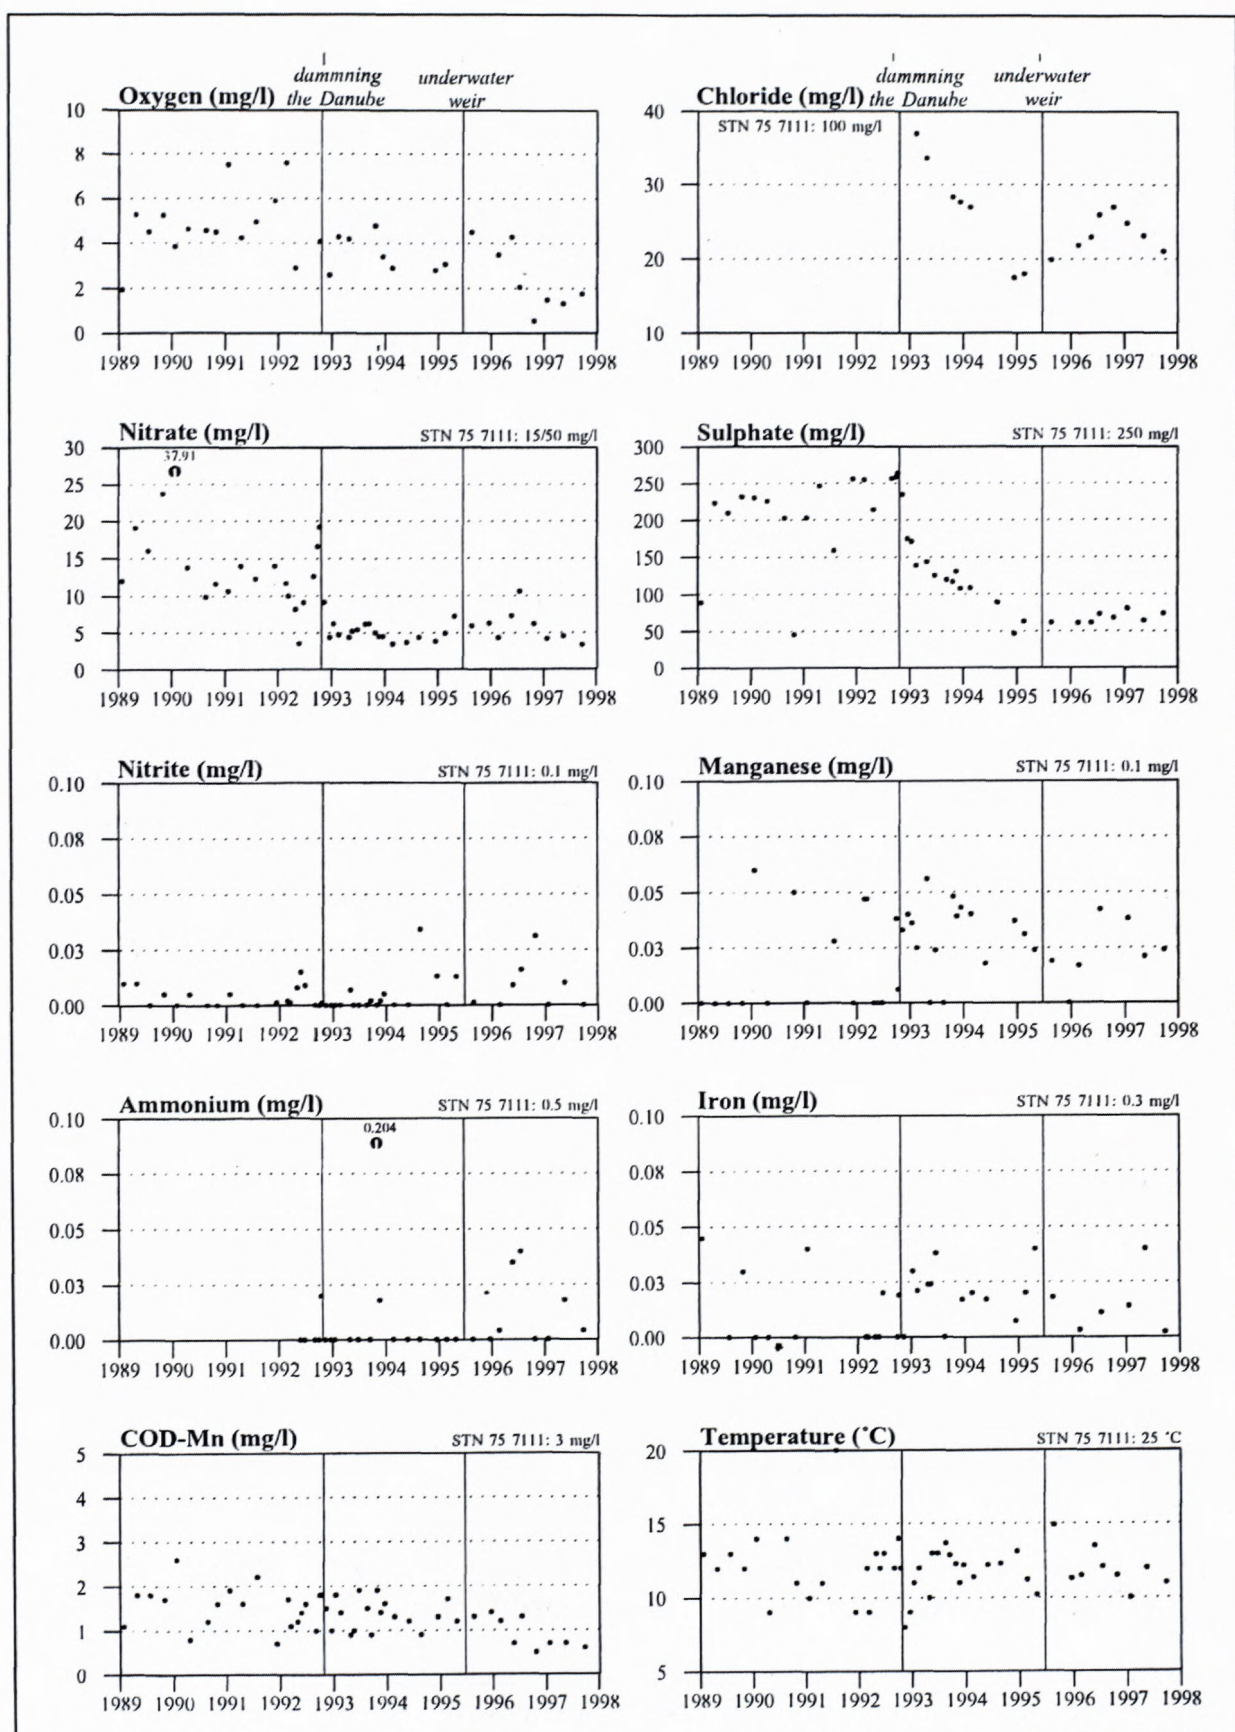 dammning
the Danube
underwater
weir
Oxygen (mg/l)
10
8
6
4
2
0
1989 1990 1991 1992 1993 1994 1995 1996 1997 1998
dammning
the Danube
underwater
weir
Chloride (mg/l)
STN 75 7111: 100 mg/l
40
30
20
10
1989 1990 1991 1992 1993 1994 1995 1996 1997 1998
Nitrate (mg/l)
STN 75 7111: 15/50 mg/l
37.91
30
25
20
15
10
5
0
1989 1990 1991 1992 1993 1994 1995 1996 1997 1998
Sulphate (mg/l)
STN 75 7111: 250 mg/l
300
250
200
150
100
50
0
1989 1990 1991 1992 1993 1994 1995 1996 1997 1998
Nitrite (mg/l)
STN 75 7111: 0.1 mg/l
0.10
0.08
0.05
0.03
0.00
1989 1990 1991 1992 1993 1994 1995 1996 1997 1998
Manganese (mg/l)
STN 75 7111: 0.1 mg/l
0.10
0.08
0.05
0.03
0.00
1989 1990 1991 1992 1993 1994 1995 1996 1997 1998
Ammonium (mg/l)
STN 75 7111: 0.5 mg/l
0.204
0.10
0.08
0.05
0.03
0.00
1989 1990 1991 1992 1993 1994 1995 1996 1997 1998
Iron (mg/l)
STN 75 7111: 0.3 mg/l
0.10
0.08
0.05
0.03
0.00
1989 1990 1991 1992 1993 1994 1995 1996 1997 1998
COD-Mn (mg/l)
STN 75 7111: 3 mg/l
5
4
3
2
1
0
1989 1990 1991 1992 1993 1994 1995 1996 1997 1998
Temperature (˚C)
STN 75 7111: 25 ˚C
20
15
10
5
1989 1990 1991 1992 1993 1994 1995 1996 1997 1998